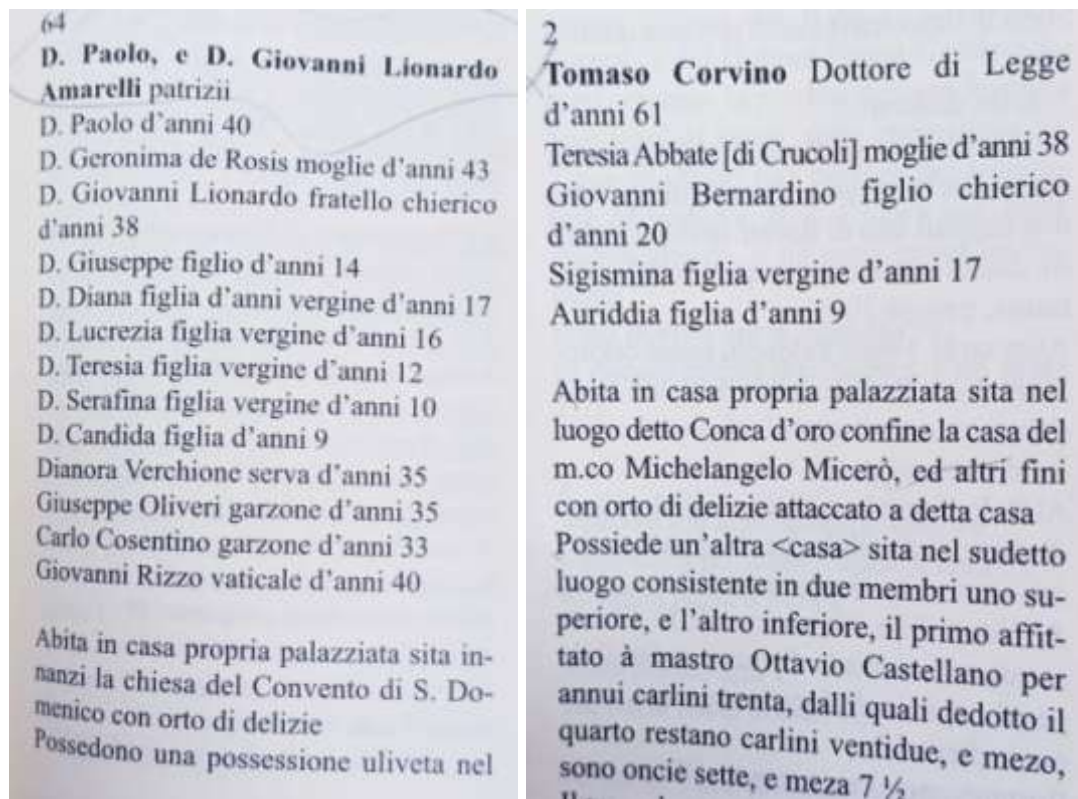 64
D. Paolo, e D. Giovanni Lionardo
Amarelli patrizii
D. Paolo d'anni 40
D. Geronima de Rosis moglie d'anni 43
D. Giovanni Lionardo fratello chierico
d'anni 38
D. Giuseppe figlio d'anni 14
D. Diana figlia d'anni vergine d'anni 17
D. Lucrezia figlia vergine d'anni 16
D. Teresia figlia vergine d'anni 12
D. Serafina figlia vergine d'anni 10
D. Candida figlia d'anni 9
Dianora Verchione serva d'anni 35
Giuseppe Oliveri garzone d'anni 35
Carlo Cosentino garzone d'anni 33
Giovanni Rizzo vaticale d'anni 40
Abita in casa propria palazziata sita in-
nanzi la chiesa del Convento di S. Do-
menico con orto di delizie
Possedono una possessione uliveta nel
2
Tomaso Corvino Dottore di Legge
d'anni 61
Teresia Abbate [di Crucoli] moglie d'anni 38
Giovanni Bernardino figlio chierico
d'anni 20
Sigismina figlia vergine d'anni 17
Auriddia figlia d'anni 9
Abita in casa propria palazziata sita nel
luogo detto Conca d'oro confine la casa del
m.co Michelangelo Micerò, ed altri fini
con orto di delizie attaccato a detta casa
Possiede un'altra <casa> sita nel sudetto
luogo consistente in due membri uno su-
periore, e l'altro inferiore, il primo affit-
tato à mastro Ottavio Castellano per
annui carlini trenta, dalli quali dedotto il
quarto restano carlini ventidue, e mezo,
sono oncie sette, e meza 7 ½